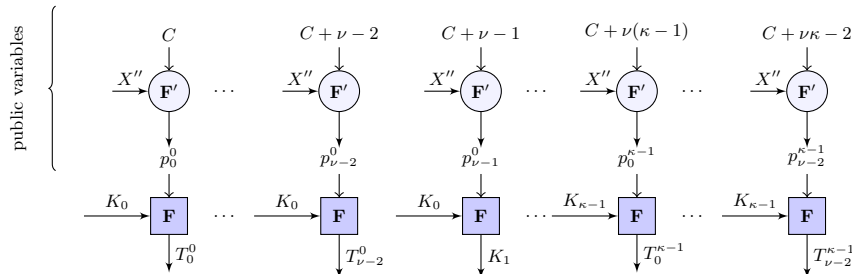 public variables
C C + ν − 2 C + ν − 1 C + ν(κ − 1) C + νκ − 2
X'' F' ... X'' F' X'' F' ... X'' F' ... X'' F'
p_0^0 p_{ν−2}^0 p_{ν−1}^0 p_0^{κ−1} p_{ν−2}^{κ−1}
K_0 F ... K_0 F K_0 F ... K_{κ−1} F ... K_{κ−1} F
T_0^0 T_{ν−2}^0 K_1 T_0^{κ−1} T_{ν−2}^{κ−1}